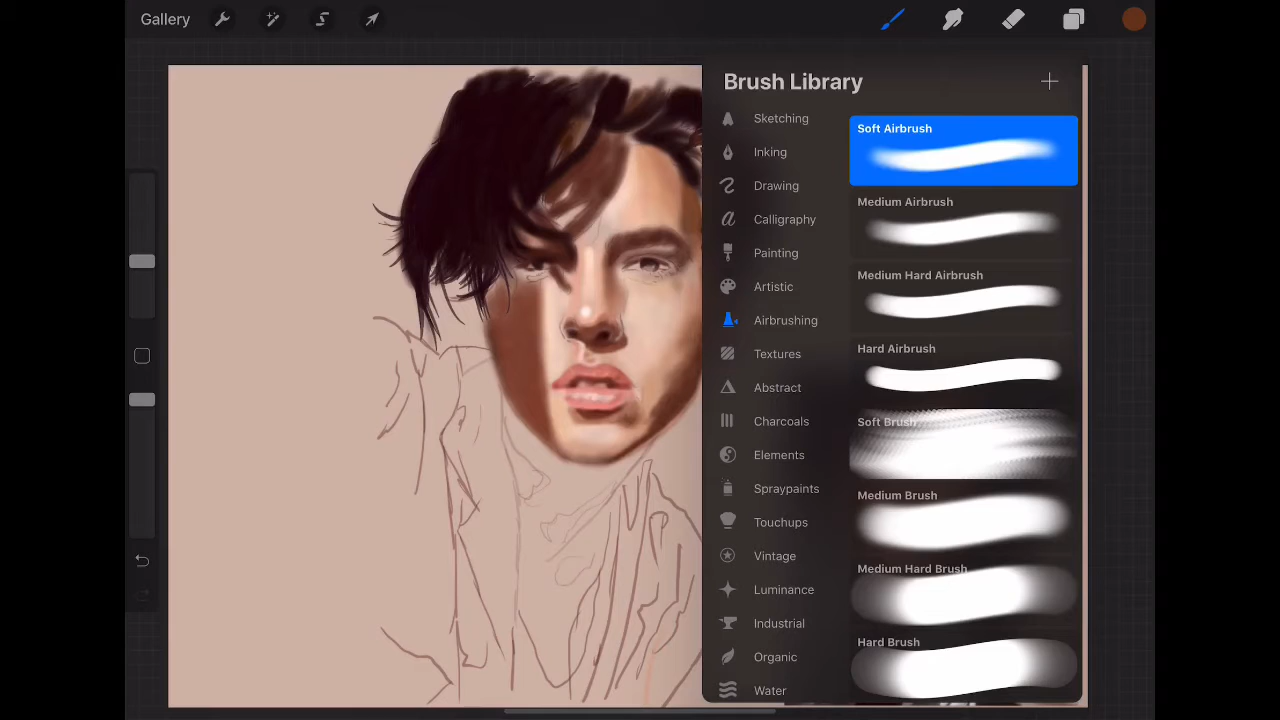 Gallery
Brush Library
Sketching
Inking
Drawing
Calligraphy
Painting
Artistic
Airbrushing
Textures
Abstract
Charcoals
Elements
Spraypaints
Touchups
Vintage
Luminance
Industrial
Organic
Water
Soft Airbrush
Medium Airbrush
Medium Hard Airbrush
Hard Airbrush
Soft Brush
Medium Brush
Medium Hard Brush
Hard Brush